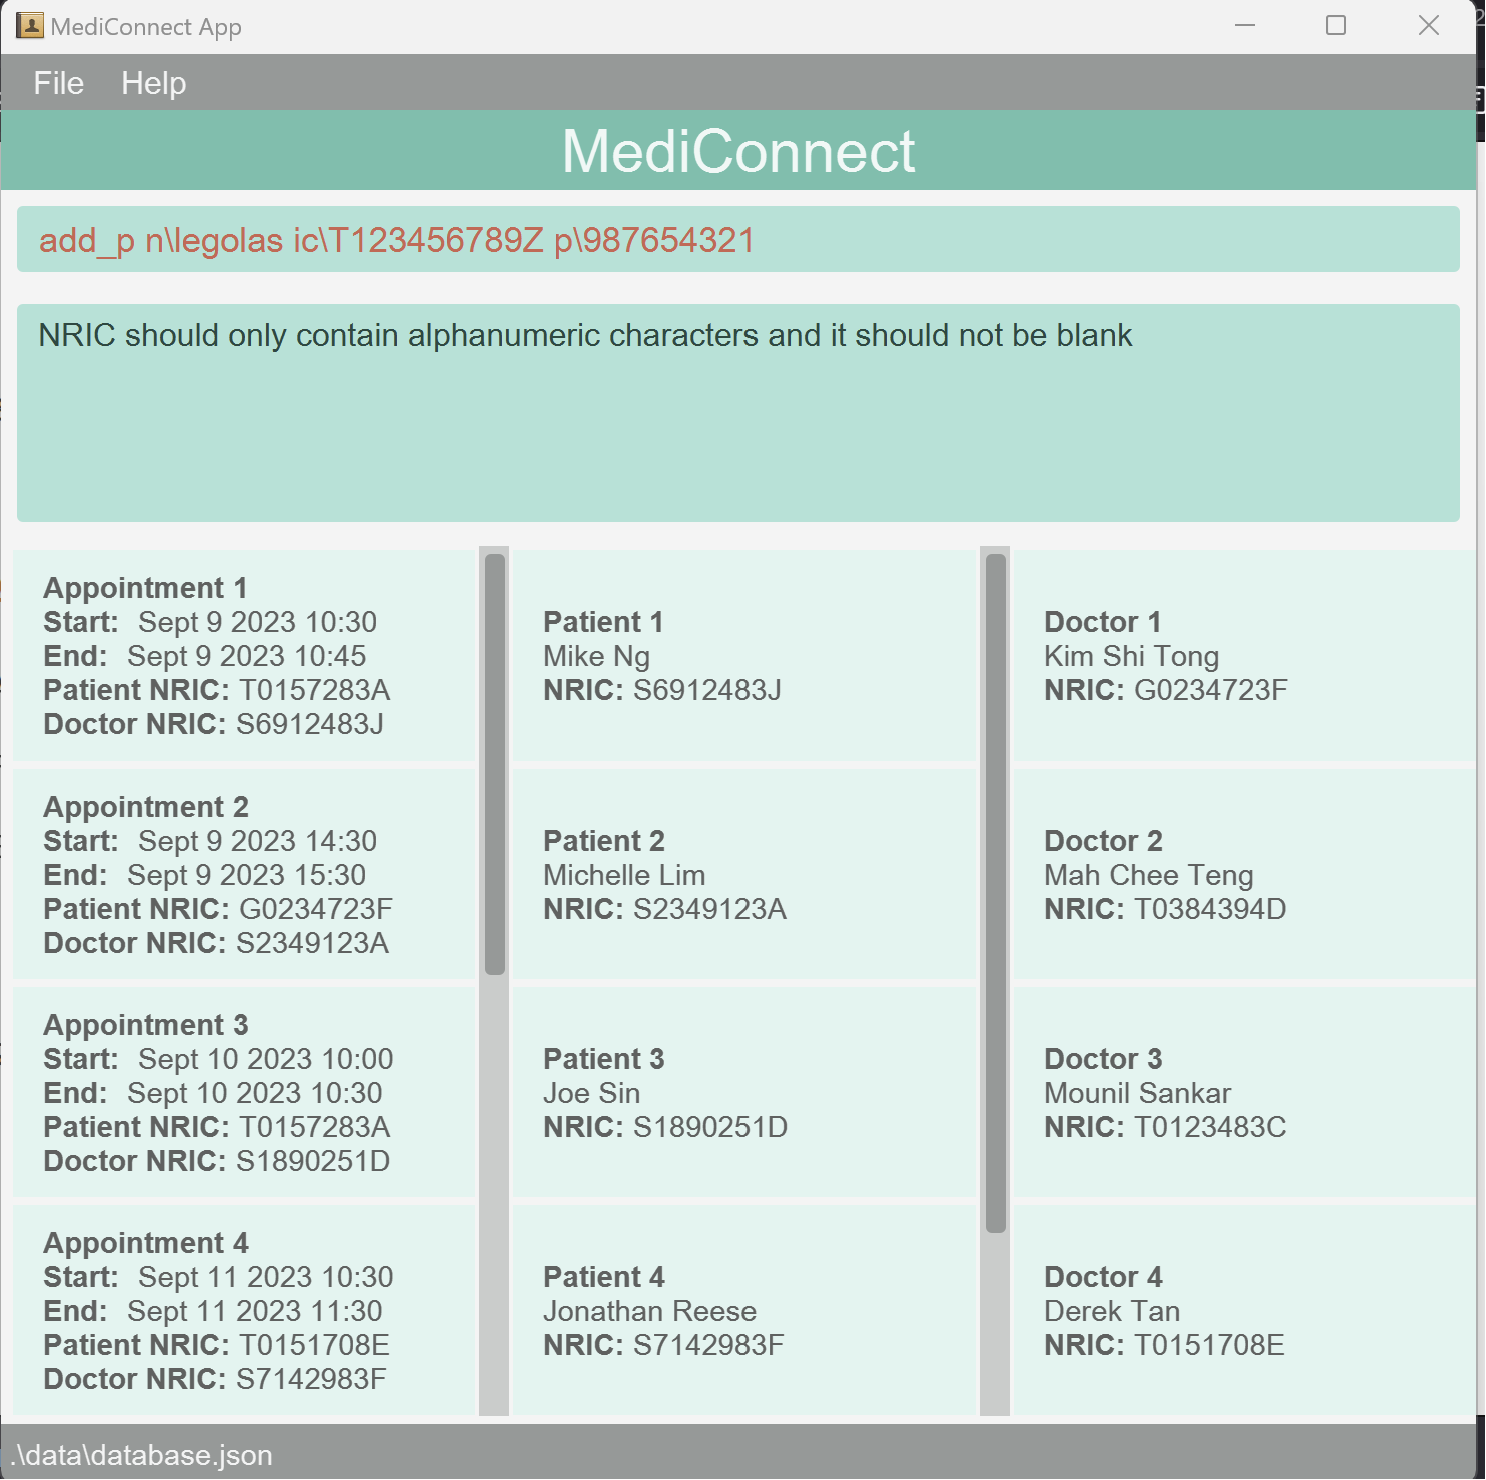 MediConnect App
File Help
MediConnect
add_p n\legolas ic\T123456789Z p\987654321
NRIC should only contain alphanumeric characters and it should not be blank
Appointment 1
Start: Sept 9 2023 10:30
End: Sept 9 2023 10:45
Patient NRIC: T0157283A
Doctor NRIC: S6912483J
Appointment 2
Start: Sept 9 2023 14:30
End: Sept 9 2023 15:30
Patient NRIC: G0234723F
Doctor NRIC: S2349123A
Appointment 3
Start: Sept 10 2023 10:00
End: Sept 10 2023 10:30
Patient NRIC: T0157283A
Doctor NRIC: S1890251D
Appointment 4
Start: Sept 11 2023 10:30
End: Sept 11 2023 11:30
Patient NRIC: T0151708E
Doctor NRIC: S7142983F
Patient 1
Mike Ng
NRIC: S6912483J
Patient 2
Michelle Lim
NRIC: S2349123A
Patient 3
Joe Sin
NRIC: S1890251D
Patient 4
Jonathan Reese
NRIC: S7142983F
Doctor 1
Kim Shi Tong
NRIC: G0234723F
Doctor 2
Mah Chee Teng
NRIC: T0384394D
Doctor 3
Mounil Sankar
NRIC: T0123483C
Doctor 4
Derek Tan
NRIC: T0151708E
.\data\database.json